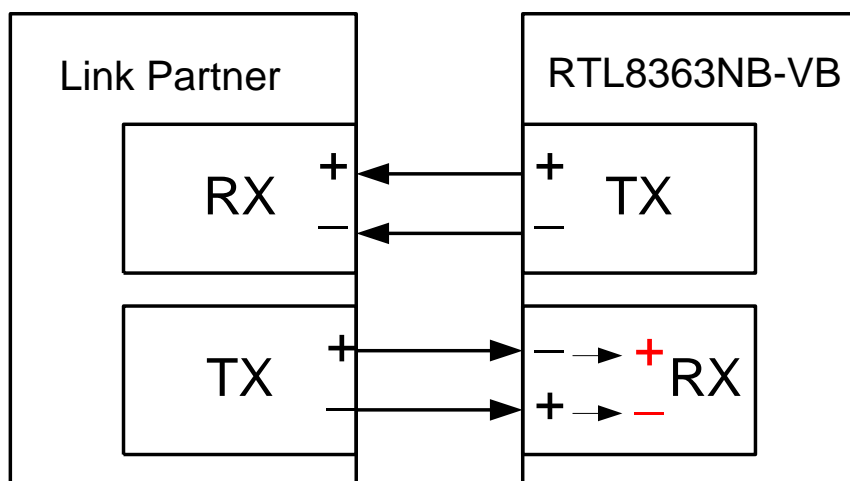 Link Partner
RTL8363NB-VB
RX
+
−
+
−
TX
TX
+
−
− +
+ −
RX